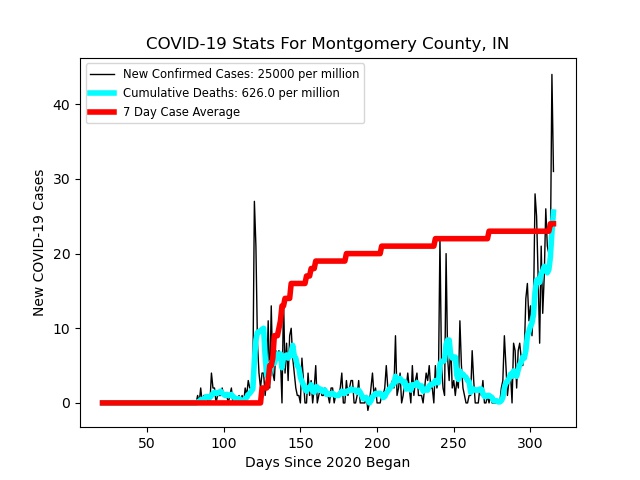 COVID-19 Stats For Montgomery County, IN
New Confirmed Cases: 25000 per million
Cumulative Deaths: 626.0 per million
7 Day Case Average
New COVID-19 Cases
40
30
20
10
0
50 100 150 200 250 300
Days Since 2020 Began